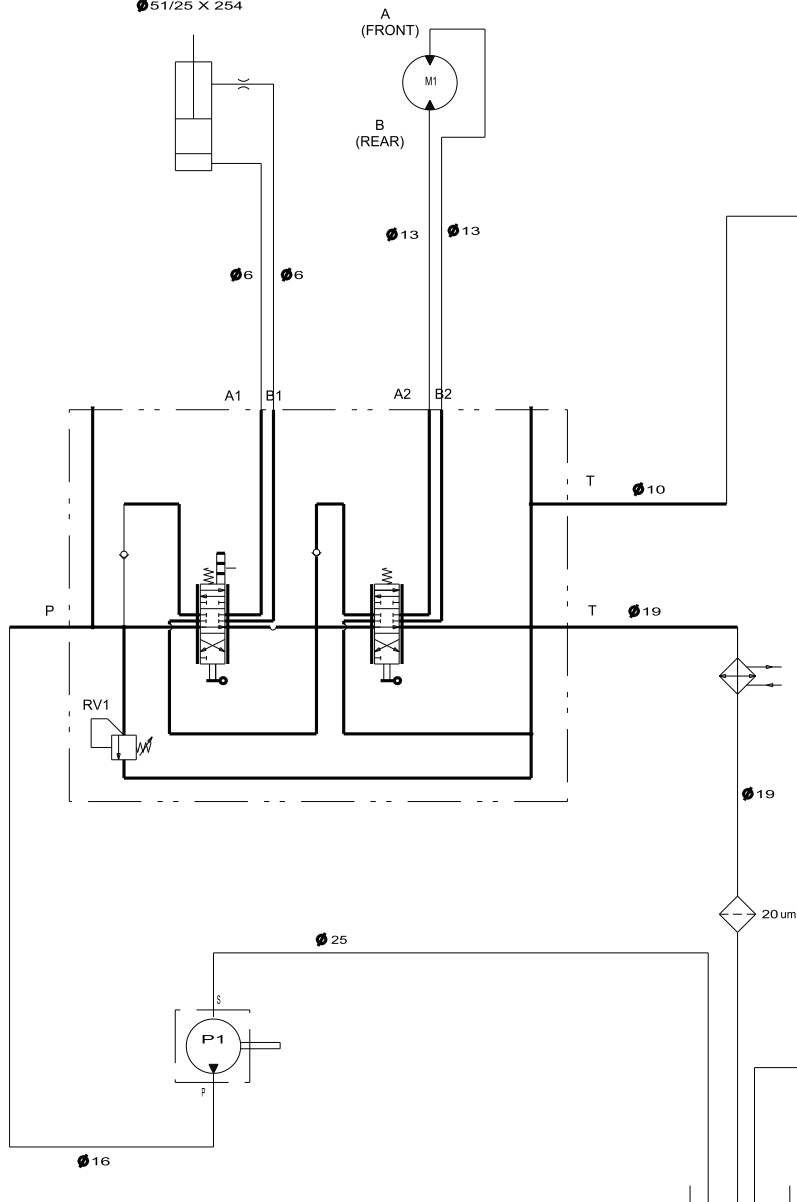 Ø51/25 X 254
A
(FRONT)
M1
B
(REAR)
Ø13
Ø13
Ø6
Ø6
A1
B1
A2
B2
T
Ø10
P
T
Ø19
RV1
Ø19
20 um
Ø25
S
P1
P
Ø16